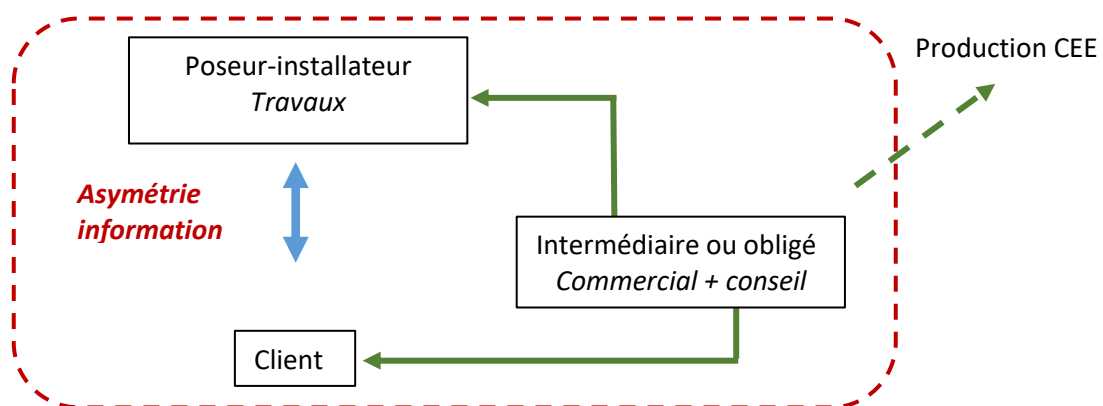 Production CEE
Poseur-installateur
Travaux
Asymétrie
information
Intermédiaire ou obligé
Commercial + conseil
Client